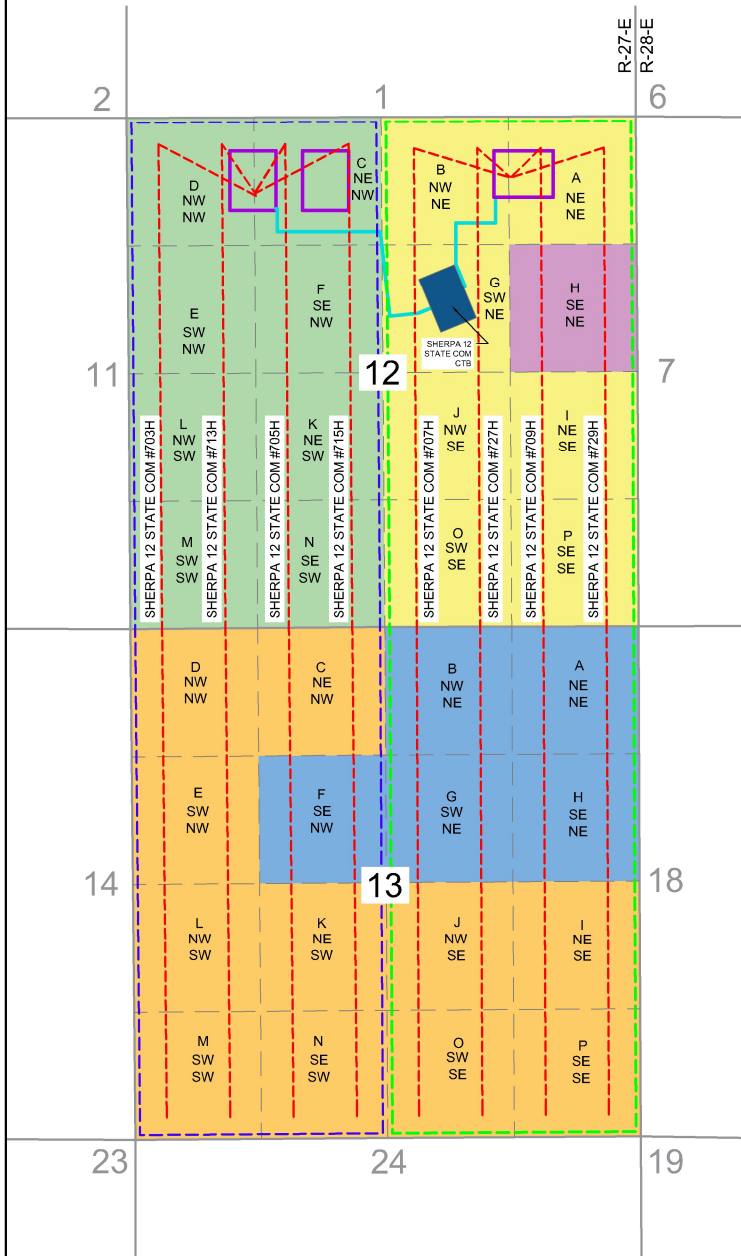 R-27-E
R-28-E
2
1
6
D
NW
NW
C
NE
NW
B
NW
NE
A
NE
NE
E
SW
NW
F
SE
NW
G
SW
NE
H
SE
NE
SHERPA 12
STATE COM
CTB
11
12
7
L
NW
SW
K
NE
SW
J
NW
SE
I
NE
SE
SHERPA 12 STATE COM #703H
SHERPA 12 STATE COM #713H
SHERPA 12 STATE COM #705H
SHERPA 12 STATE COM #715H
SHERPA 12 STATE COM #707H
SHERPA 12 STATE COM #727H
SHERPA 12 STATE COM #709H
SHERPA 12 STATE COM #729H
M
SW
SW
N
SE
SW
O
SW
SE
P
SE
SE
D
NW
NW
C
NE
NW
B
NW
NE
A
NE
NE
E
SW
NW
F
SE
NW
G
SW
NE
H
SE
NE
14
13
18
L
NW
SW
K
NE
SW
J
NW
SE
I
NE
SE
M
SW
SW
N
SE
SW
O
SW
SE
P
SE
SE
23
24
19